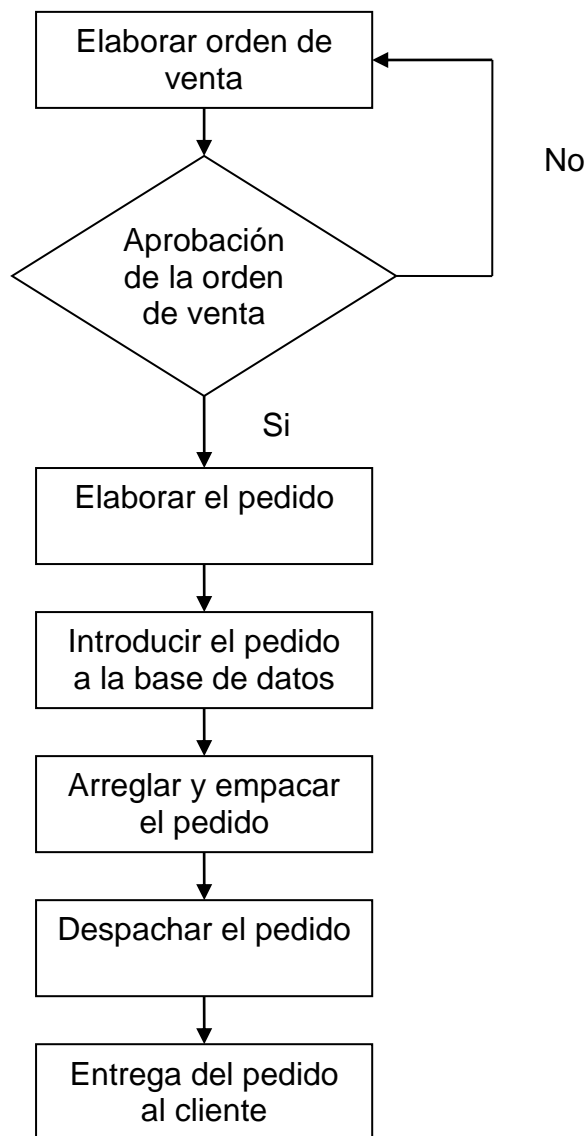 Elaborar orden de
venta
No
Aprobación
de la orden
de venta
Si
Elaborar el pedido
Introducir el pedido
a la base de datos
Arreglar y empacar
el pedido
Despachar el pedido
Entrega del pedido
al cliente